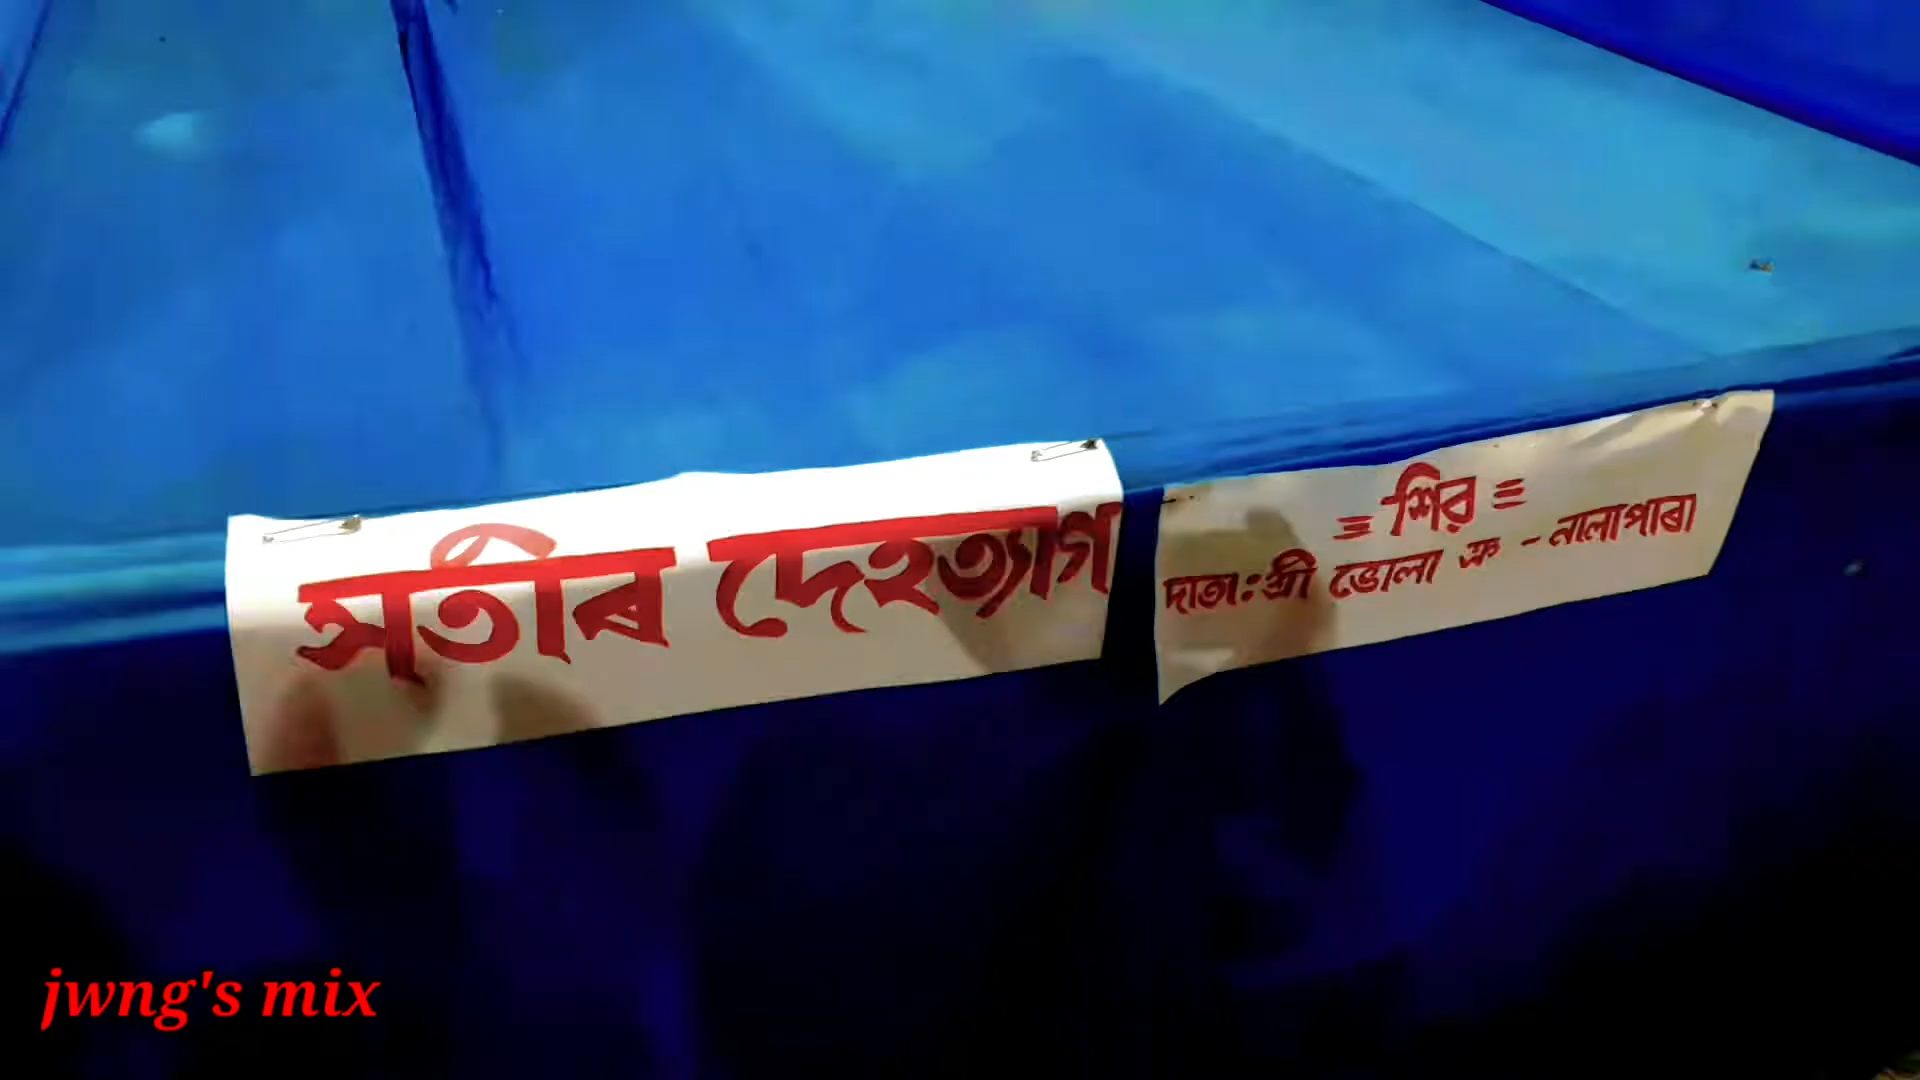 সতীৰ দেহত্যাগ
= শির =
দাতা: শ্ৰী ভোলা ক্ৰ - নালাপাৰা
jwng's mix